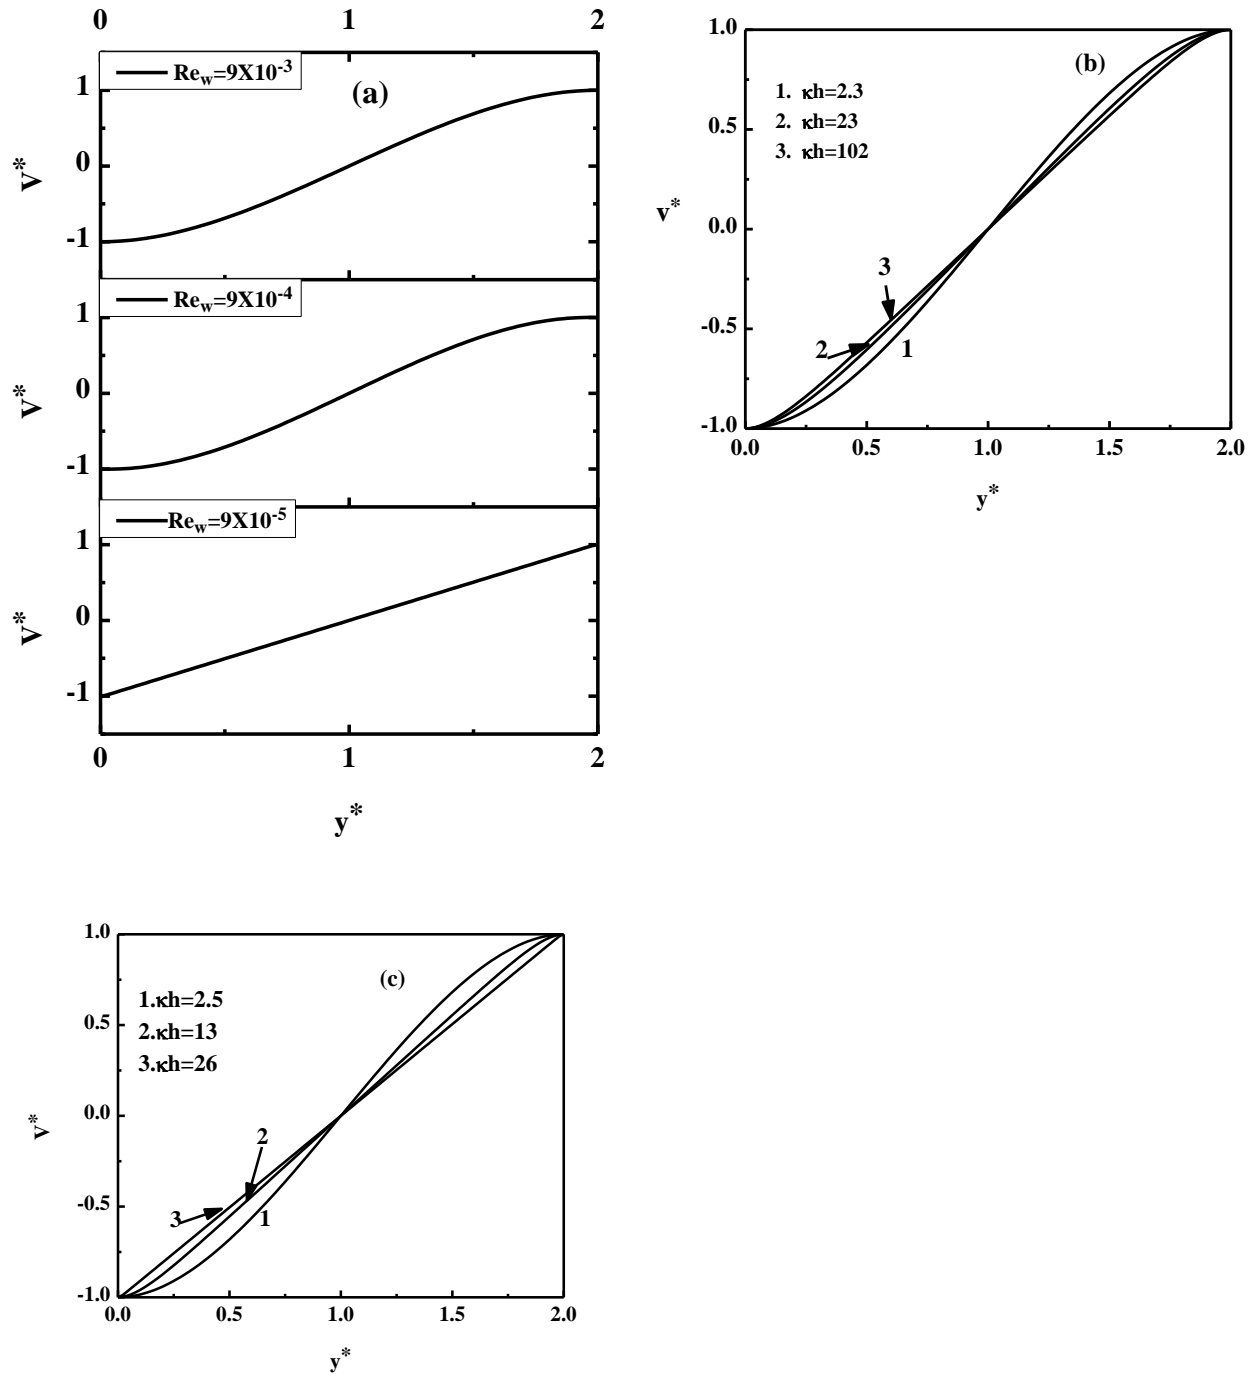 0 1 2
Re_w=9X10^-3
(a)
1
0
-1
V*
Re_w=9X10^-4
1
0
-1
V*
Re_w=9X10^-5
1
0
-1
V*
0 1 2
y*
1.0
0.5
0.0
-0.5
-1.0
v*
(b)
1. κh=2.3
2. κh=23
3. κh=102
3
2
1
0.0 0.5 1.0 1.5 2.0
y*
1.0
0.5
0.0
-0.5
-1.0
V*
(c)
1.κh=2.5
2.κh=13
3.κh=26
2
3
1
0.0 0.5 1.0 1.5 2.0
y*